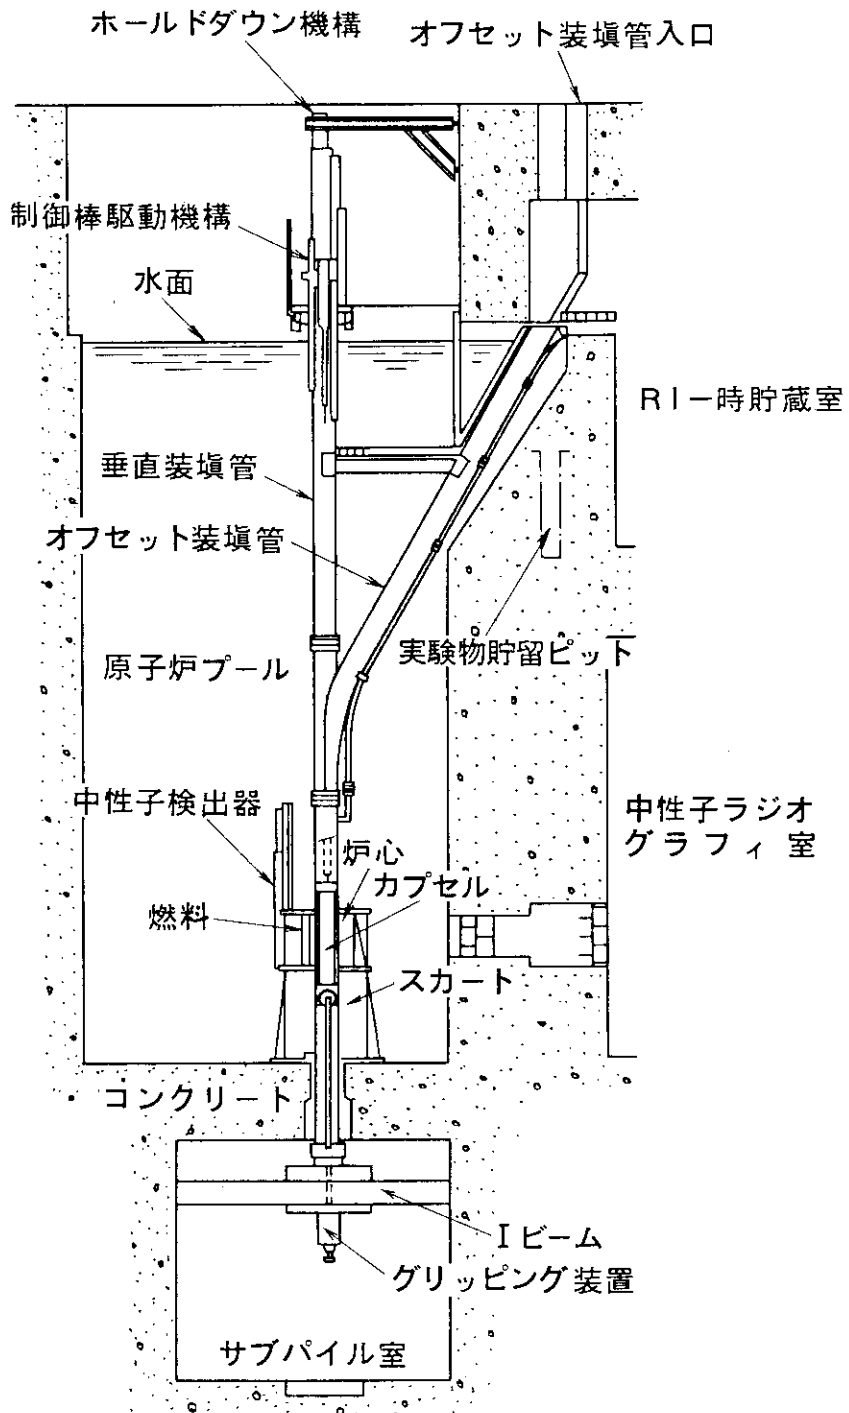 ホールドダウン機構
オフセット装塡管入口
制御棒駆動機構
水面
RI一時貯蔵室
垂直装塡管
オフセット装塡管
実験物貯留ピット
原子炉プール
中性子検出器
中性子ラジオ
グラフィ室
炉心
カプセル
燃料
スカート
コンクリート
Iビーム
グリッピング装置
サブパイル室